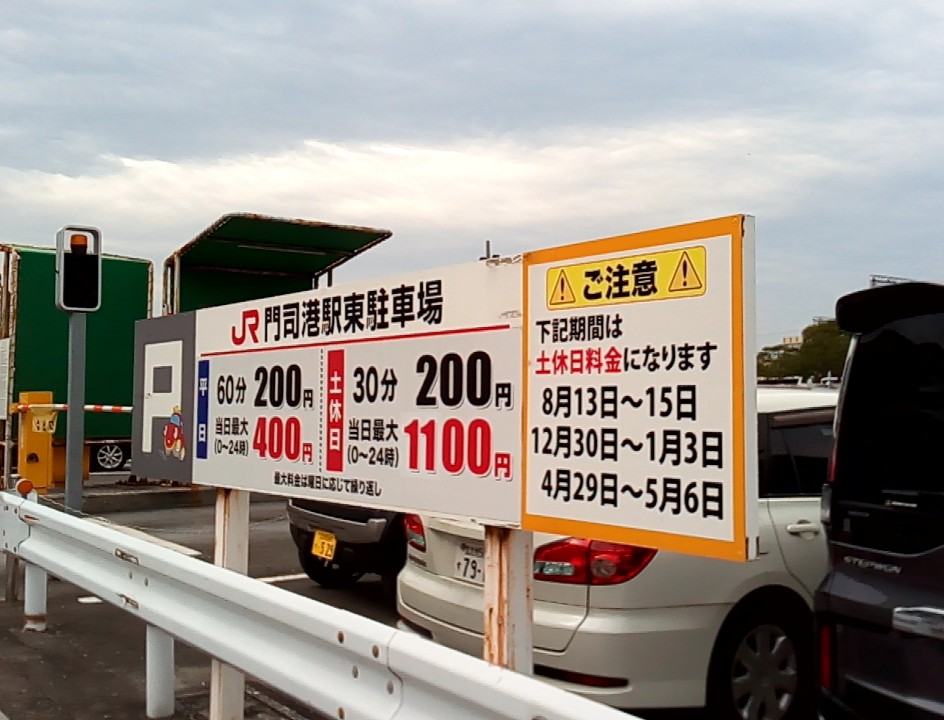 P
JR 門司港駅東駐車場
平日
60分 200円
当日最大
(0～24時) 400円
土休日
30分 200円
当日最大
(0～24時) 1100円
最大料金は曜日に応じて繰り返し
ご注意
下記期間は
土休日料金になります
8月13日～15日
12月30日～1月3日
4月29日～5月6日
79-
STEPWGN